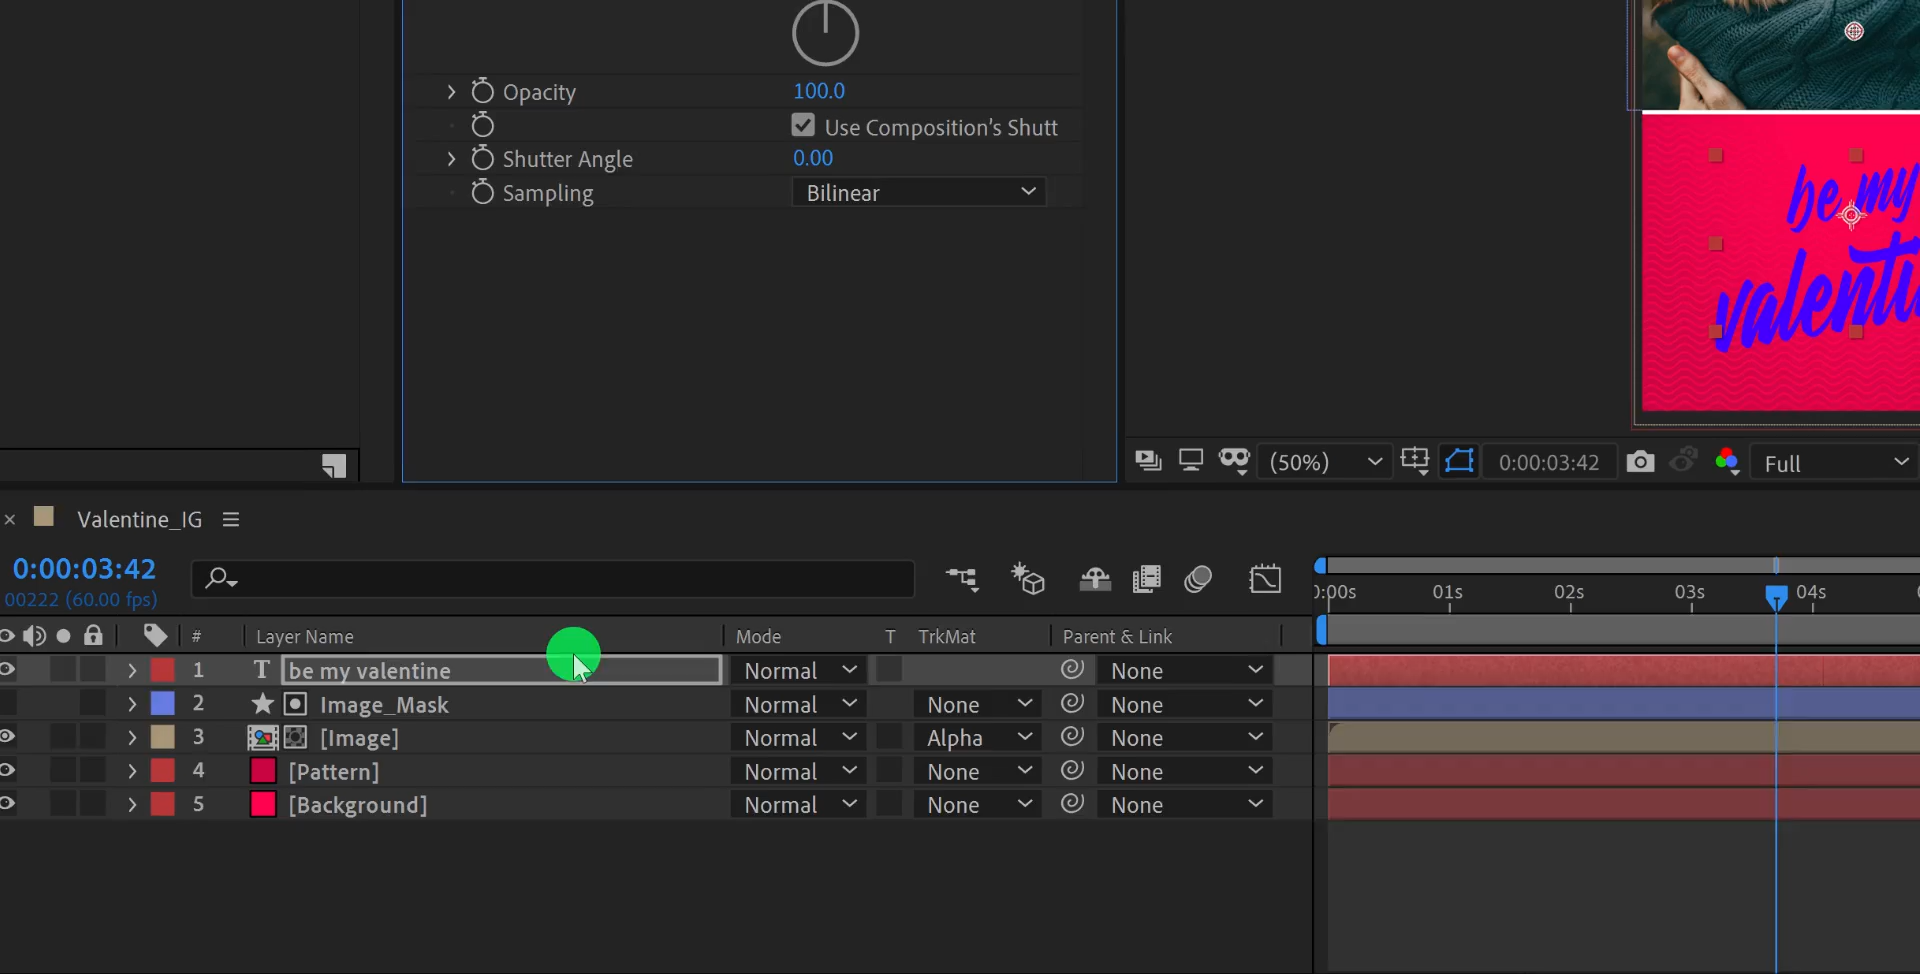 Opacity 100.0
Use Composition's Shutt
Shutter Angle 0.00
Sampling Bilinear
be my
valenti
(50%) 0:00:03:42 Full
× Valentine_IG
0:00:03:42
00222 (60.00 fps)
0:00s 01s 02s 03s 04s
# Layer Name Mode T TrkMat Parent & Link
1 T be my valentine Normal None
2 Image_Mask Normal None None
3 [Image] Normal Alpha None
4 [Pattern] Normal None None
5 [Background] Normal None None